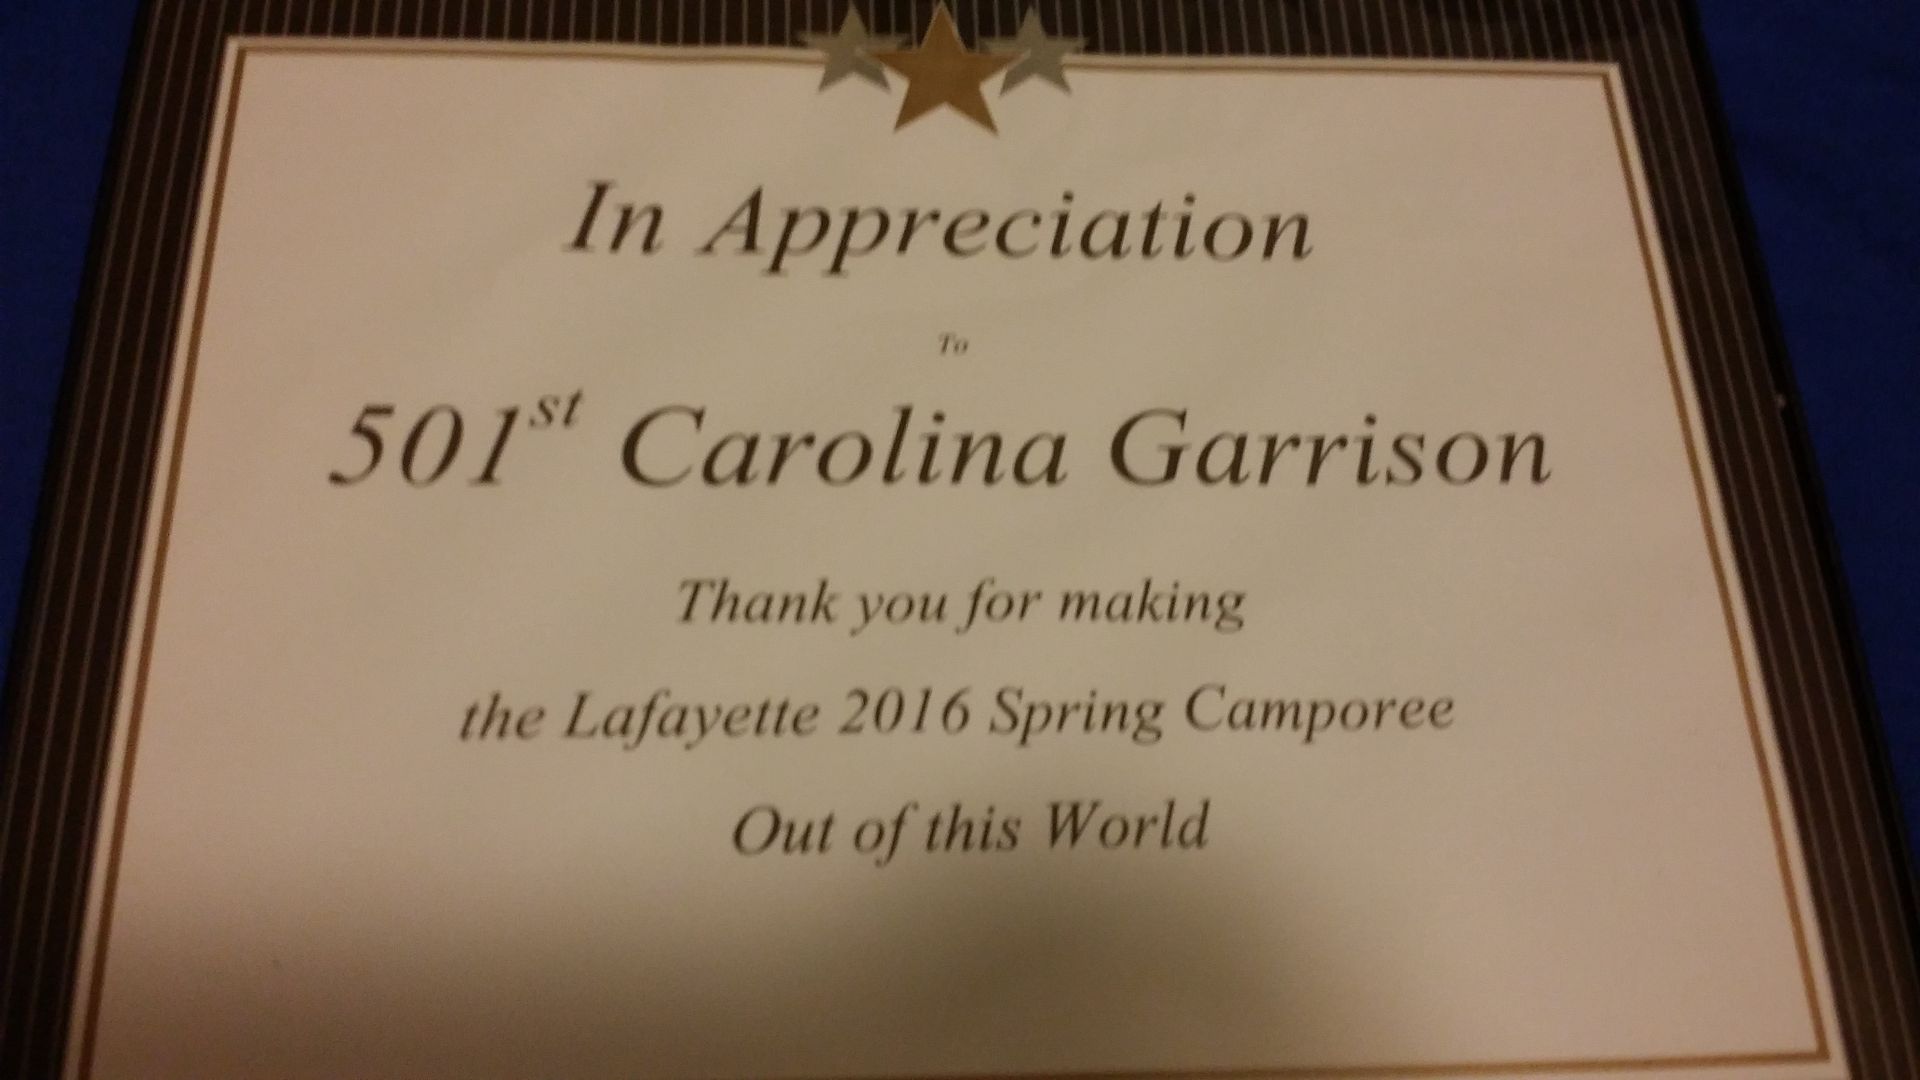 In Appreciation
To
501st Carolina Garrison
Thank you for making
the Lafayette 2016 Spring Camporee
Out of this World